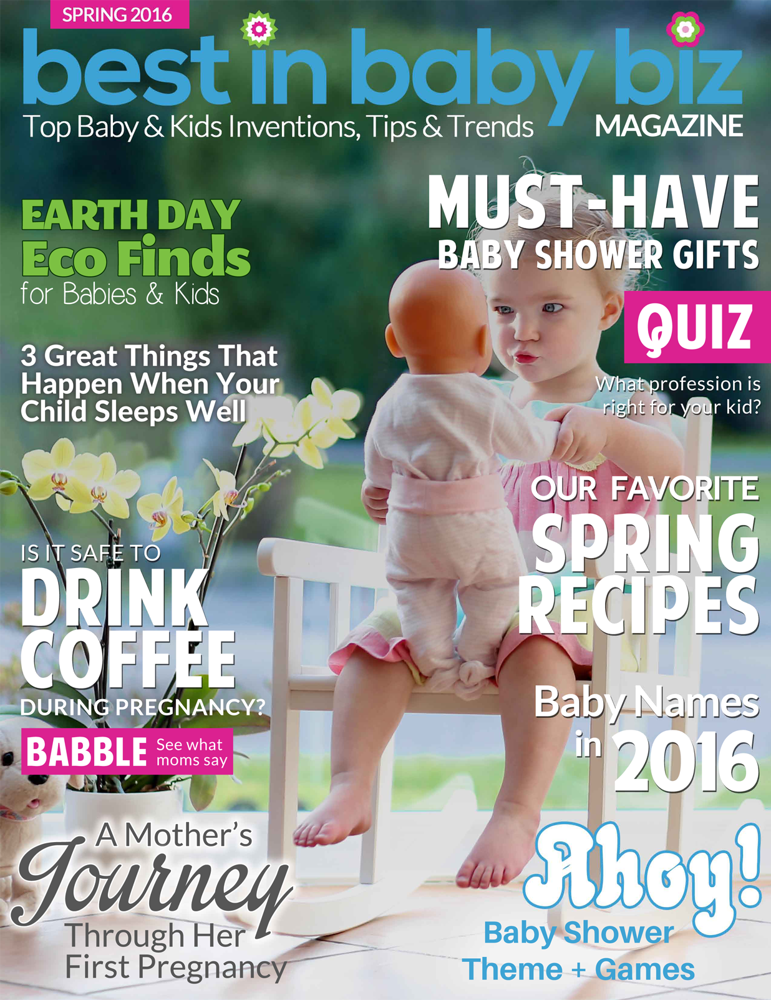 SPRING 2016
best in baby biz
Top Baby & Kids Inventions, Tips & Trends
MAGAZINE
MUST-HAVE
BABY SHOWER GIFTS
EARTH DAY
Eco Finds
for Babies & Kids
QUIZ
What profession is
right for your kid?
3 Great Things That
Happen When Your
Child Sleeps Well
OUR FAVORITE
SPRING
RECIPES
IS IT SAFE TO
DRINK
COFFEE
DURING PREGNANCY?
BABBLE
See what
moms say
Baby Names
in 2016
A Mother's
Journey
Through Her
First Pregnancy
Ahoy!
Baby Shower
Theme + Games